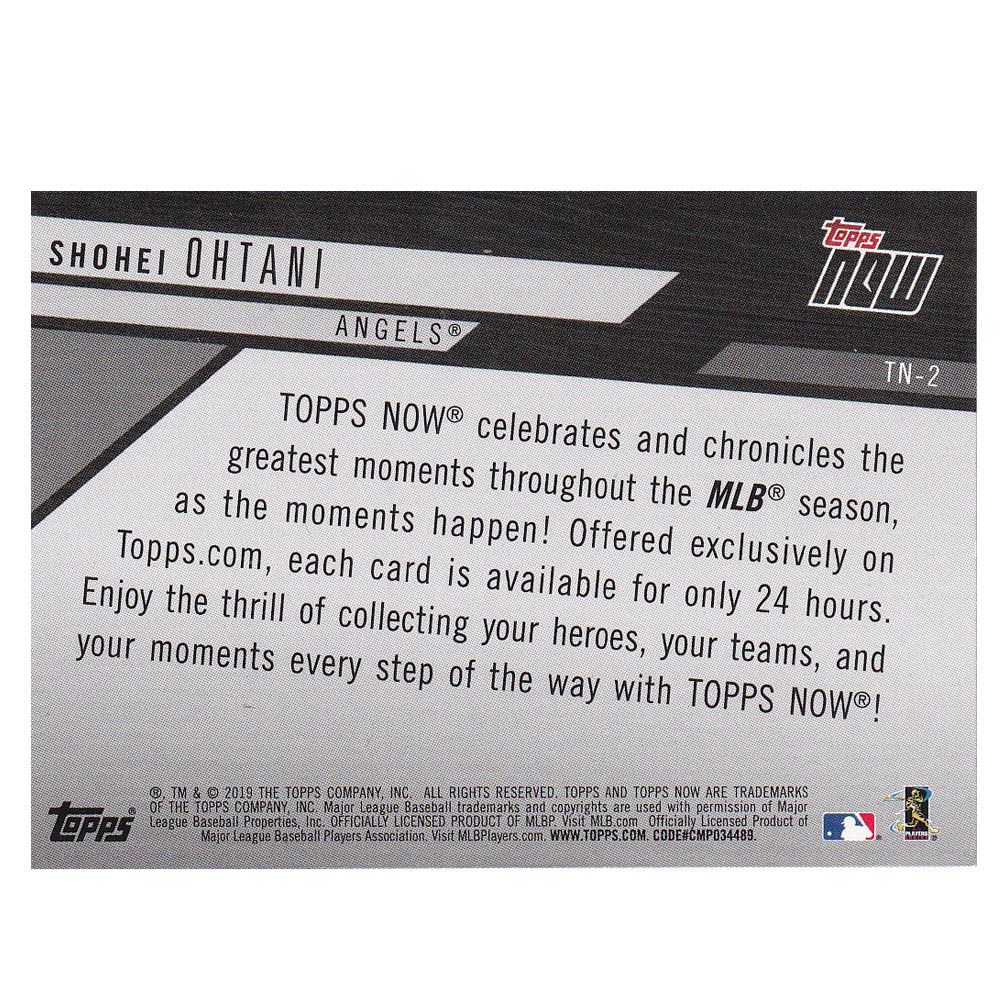 SHOHEI OHTANI
ANGELS®
TOPPS
NOW
TN-2
TOPPS NOW® celebrates and chronicles the
greatest moments throughout the MLB® season,
as the moments happen! Offered exclusively on
Topps.com, each card is available for only 24 hours.
Enjoy the thrill of collecting your heroes, your teams, and
your moments every step of the way with TOPPS NOW®!
TOPPS®
®, TM & © 2019 THE TOPPS COMPANY, INC. ALL RIGHTS RESERVED. TOPPS AND TOPPS NOW ARE TRADEMARKS
OF THE TOPPS COMPANY, INC. Major League Baseball trademarks and copyrights are used with permission of Major
League Baseball Properties, Inc. OFFICIALLY LICENSED PRODUCT OF MLBP. Visit MLB.com Officially Licensed Product of
Major League Baseball Players Association. Visit MLBPlayers.com. WWW.TOPPS.COM. CODE#CMP034489.
PLAYERS